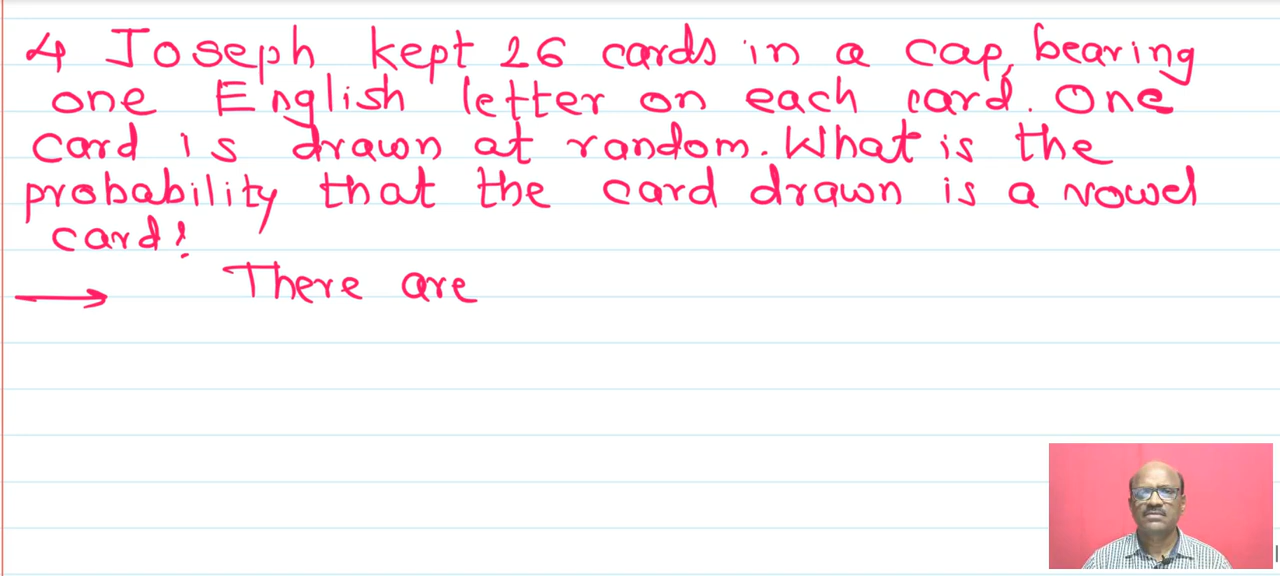 4 Joseph kept 26 cards in a cap, bearing
one English letter on each card. One
card is drawn at random. What is the
probability that the card drawn is a vowel
card?
→ There are